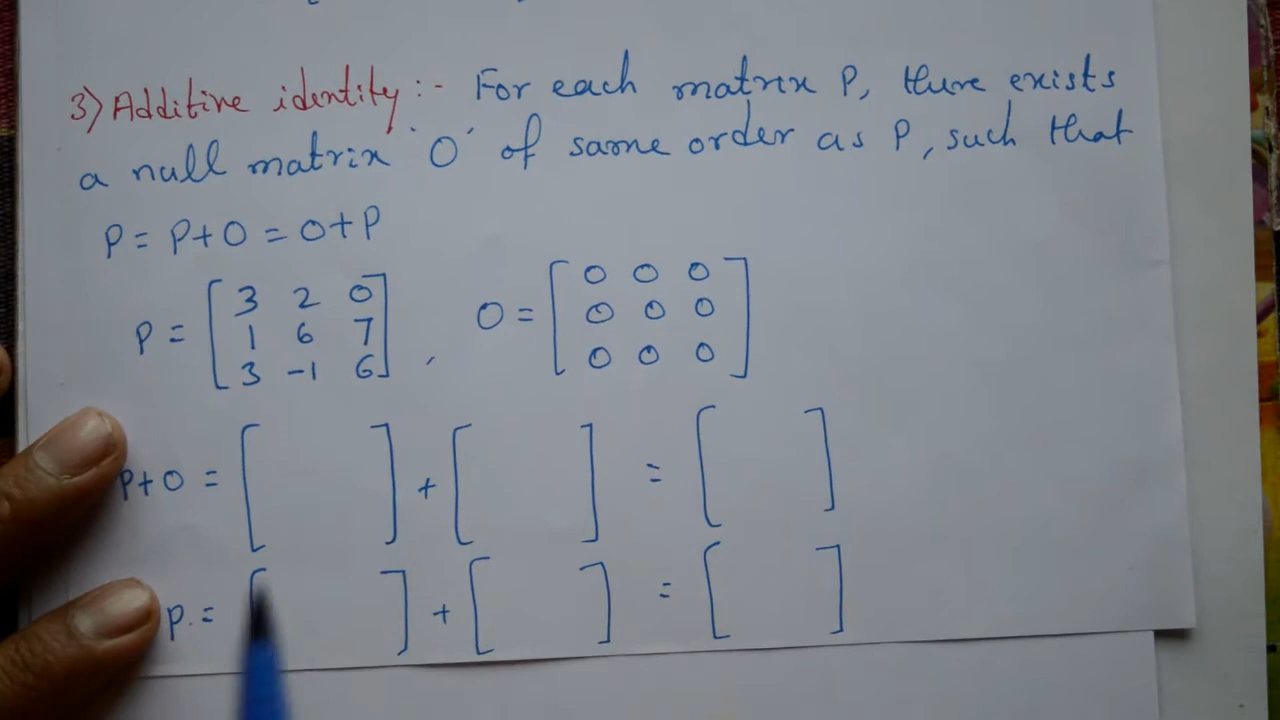 3) Additive identity :- For each matrix P, there exists
a null matrix 'O' of same order as P, such that
P = P+O = O+P
P = [ 3 2 0 O = [ 0 0 0
1 6 7 0 0 0
3 -1 6 ] , 0 0 0 ]
P+O = [ ] + [ ] = [ ]
P = [ ] + [ ] = [ ]